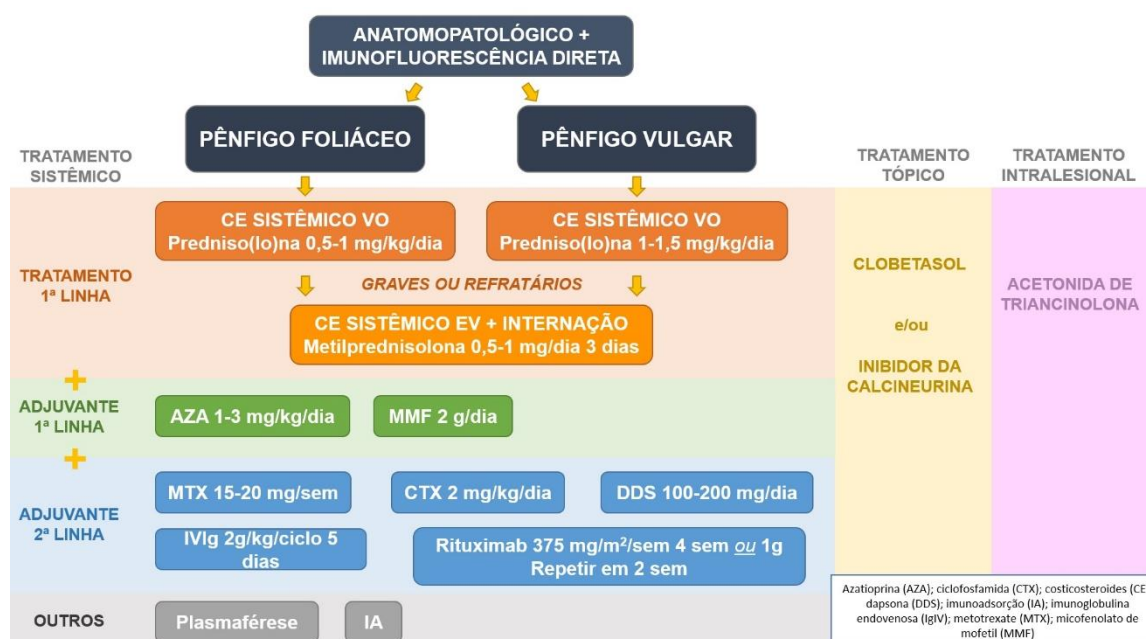 ANATOMOPATOLÓGICO +
IMUNOFLUORESCÊNCIA DIRETA
PÊNFIGO FOLIÁCEO
PÊNFIGO VULGAR
TRATAMENTO
SISTÊMICO
TRATAMENTO
TÓPICO
TRATAMENTO
INTRALESIONAL
TRATAMENTO
1ª LINHA
CE SISTÊMICO VO
Predniso(lo)na 0,5-1 mg/kg/dia
CE SISTÊMICO VO
Predniso(lo)na 1-1,5 mg/kg/dia
GRAVES OU REFRATÁRIOS
CE SISTÊMICO EV + INTERNAÇÃO
Metilprednisolona 0,5-1 mg/dia 3 dias
CLOBETASOL
e/ou
INIBIDOR DA
CALCINEURINA
ACETONIDA DE
TRIANCINOLONA
+
ADJUVANTE
1ª LINHA
AZA 1-3 mg/kg/dia
MMF 2 g/dia
+
ADJUVANTE
2ª LINHA
MTX 15-20 mg/sem
CTX 2 mg/kg/dia
DDS 100-200 mg/dia
IVIg 2g/kg/ciclo 5
dias
Rituximab 375 mg/m²/sem 4 sem ou 1g
Repetir em 2 sem
OUTROS
Plasmaférese
IA
Azatioprina (AZA); ciclofosfamida (CTX); costicosteroides (CE
dapsona (DDS); imunoadsorção (IA); imunoglobulina
endovenosa (IgIV); metotrexate (MTX); micofenolato de
mofetil (MMF)